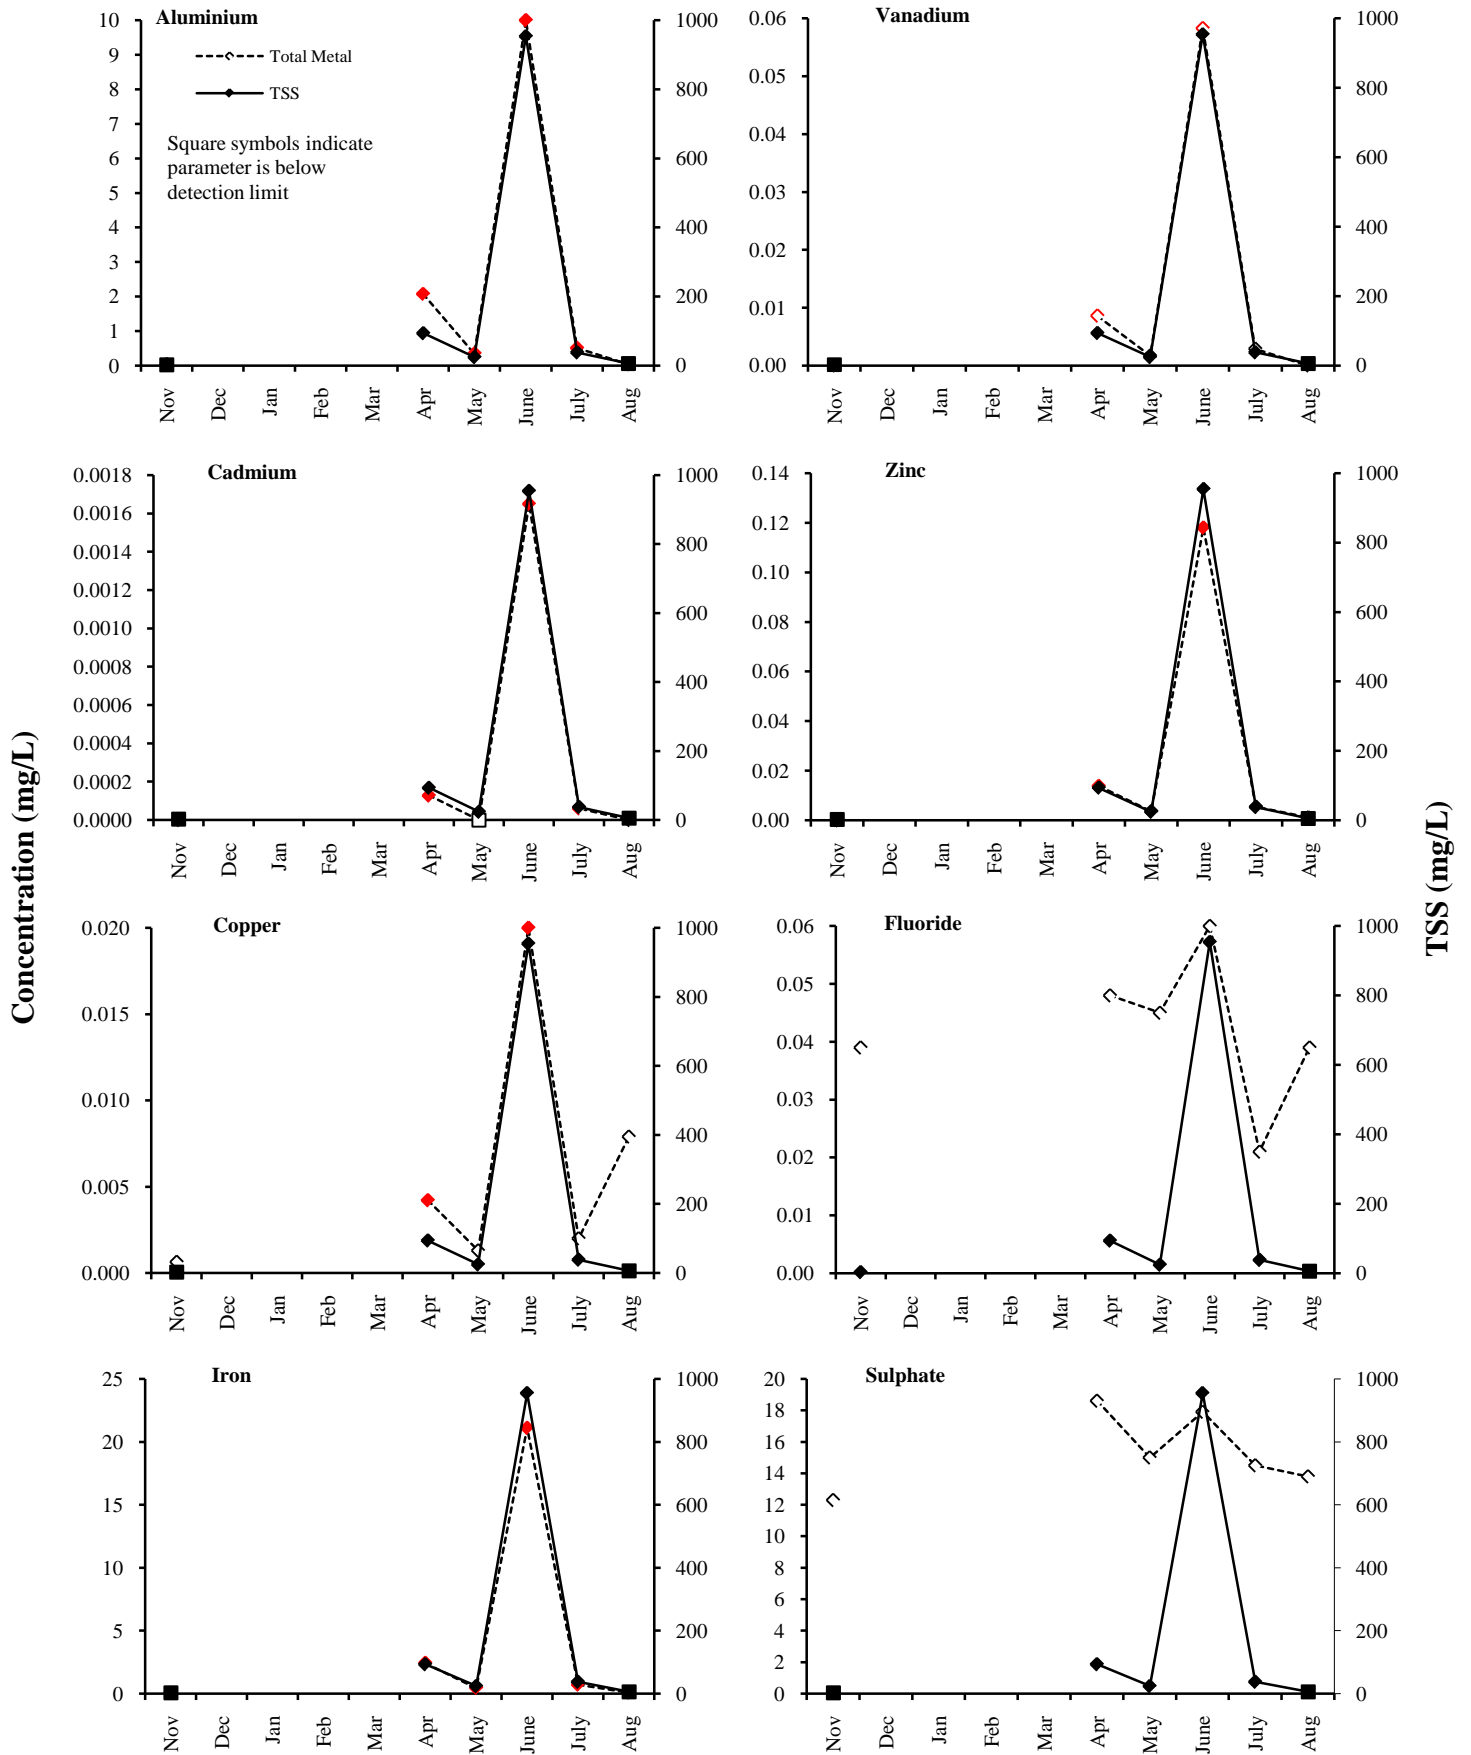 Concentration (mg/L)
TSS (mg/L)
Aluminium
Total Metal
TSS
Square symbols indicate
parameter is below
detection limit
10
9
8
7
6
5
4
3
2
1
0
1000
800
600
400
200
0
Nov
Dec
Jan
Feb
Mar
Apr
May
June
July
Aug
Vanadium
0.06
0.06
0.04
0.03
0.02
0.01
0.00
1000
800
600
400
200
0
Nov
Dec
Jan
Feb
Mar
Apr
May
June
July
Aug
Cadmium
0.0018
0.0016
0.0014
0.0012
0.0010
0.0008
0.0006
0.0004
0.0002
0.0000
1000
800
600
400
200
0
Nov
Dec
Jan
Feb
Mar
Apr
May
June
July
Aug
Zinc
0.14
0.12
0.10
0.08
0.06
0.04
0.02
0.00
1000
800
600
400
200
0
Nov
Dec
Jan
Feb
Mar
Apr
May
June
July
Aug
Copper
0.020
0.015
0.010
0.005
0.000
1000
800
600
400
200
0
Nov
Dec
Jan
Feb
Mar
Apr
May
June
July
Aug
Fluoride
0.06
0.05
0.04
0.03
0.02
0.01
0.00
1000
800
600
400
200
0
Nov
Dec
Jan
Feb
Mar
Apr
May
June
July
Aug
Iron
25
20
15
10
5
0
1000
800
600
400
200
0
Nov
Dec
Jan
Feb
Mar
Apr
May
June
July
Aug
Sulphate
20
18
16
14
12
10
8
6
4
2
0
1000
800
600
400
200
0
Nov
Dec
Jan
Feb
Mar
Apr
May
June
July
Aug